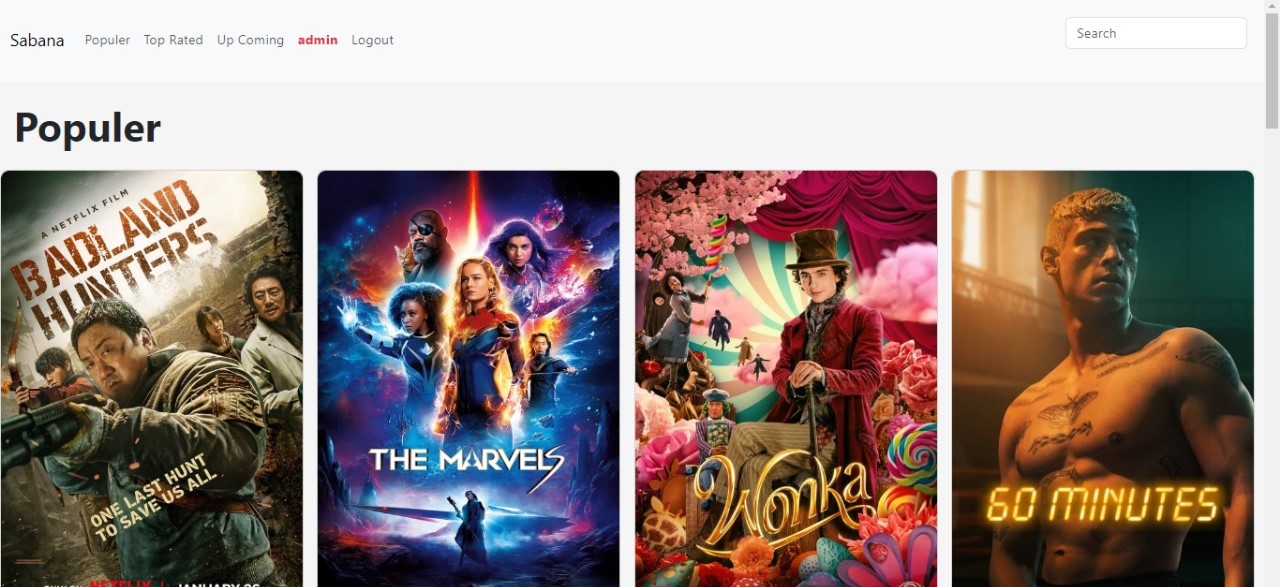 Sabana Populer Top Rated Up Coming admin Logout Search
Populer
A NETFLIX FILM
BADLAND
HUNTERS
ONE LAST HUNT
TO SAVE US ALL
NETFLIX | JANUARY 26
THE MARVELS
Wonka
60 MINUTES